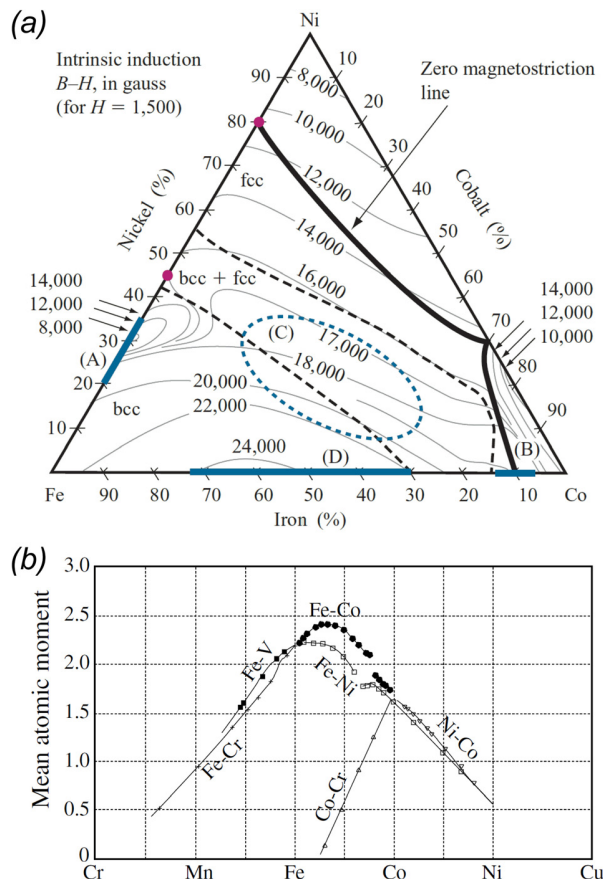 (a)
Ni
Intrinsic induction
B–H, in gauss
(for H = 1,500)
Zero magnetostriction
line
90
80
70
60
50
40
30
20
10
Nickel (%)
10
20
30
40
50
60
70
80
90
Cobalt (%)
8,000
10,000
12,000
14,000
16,000
17,000
18,000
20,000
22,000
24,000
fcc
bcc + fcc
bcc
14,000
12,000
8,000
14,000
12,000
10,000
(A)
(B)
(C)
(D)
Fe
90
80
70
60
50
40
30
20
10
Co
Iron (%)
(b)
3.0
2.5
2.0
1.5
1.0
0.5
0
Mean atomic moment
Fe-Co
Fe-V
Fe-Ni
Fe-Cr
Ni-Co
Co-Cr
Cr
Mn
Fe
Co
Ni
Cu